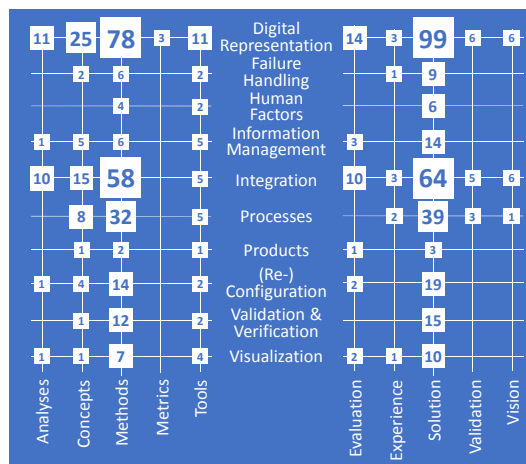 Digital
11 25 78 3 11 Representation 14 3 99 6 6
Failure
2 6 2 Handling 1 9
Human
4 2 Factors 6
Information
1 5 6 5 Management 3 14
10 15 58 5 Integration 10 3 64 5 6
8 32 5 Processes 2 39 3 1
1 2 1 Products 1 3
(Re-)
1 4 14 2 Configuration 2 19
Validation &
1 12 2 Verification 15
1 1 7 4 Visualization 2 1 10
Analyses
Concepts
Methods
Metrics
Tools
Evaluation
Experience
Solution
Validation
Vision